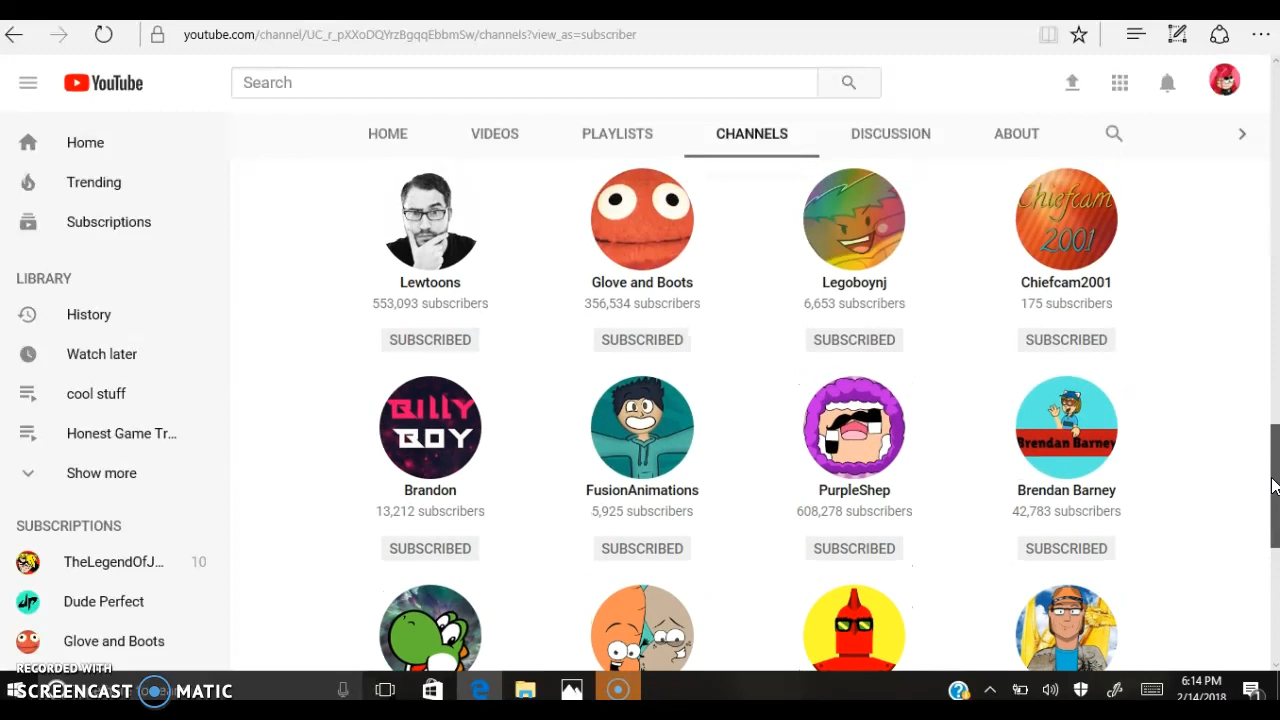 youtube.com/channel/UC_r_pXXoDQYrzBgqqEbbmSw/channels?view_as=subscriber
YouTube
Search
HOME VIDEOS PLAYLISTS CHANNELS DISCUSSION ABOUT
Home
Trending
Subscriptions
LIBRARY
History
Watch later
cool stuff
Honest Game Tr...
Show more
SUBSCRIPTIONS
TheLegendOfJ... 10
Dude Perfect
Glove and Boots
Chiefcam
2001
Lewtoons Glove and Boots Legoboynj Chiefcam2001
553,093 subscribers 356,534 subscribers 6,653 subscribers 175 subscribers
SUBSCRIBED SUBSCRIBED SUBSCRIBED SUBSCRIBED
BILLY
BOY
Brendan Barney
Brandon FusionAnimations PurpleShep Brendan Barney
13,212 subscribers 5,925 subscribers 608,278 subscribers 42,783 subscribers
SUBSCRIBED SUBSCRIBED SUBSCRIBED SUBSCRIBED
RECORDED WITH
SCREENCAST MATIC
6:14 PM
2/14/2018